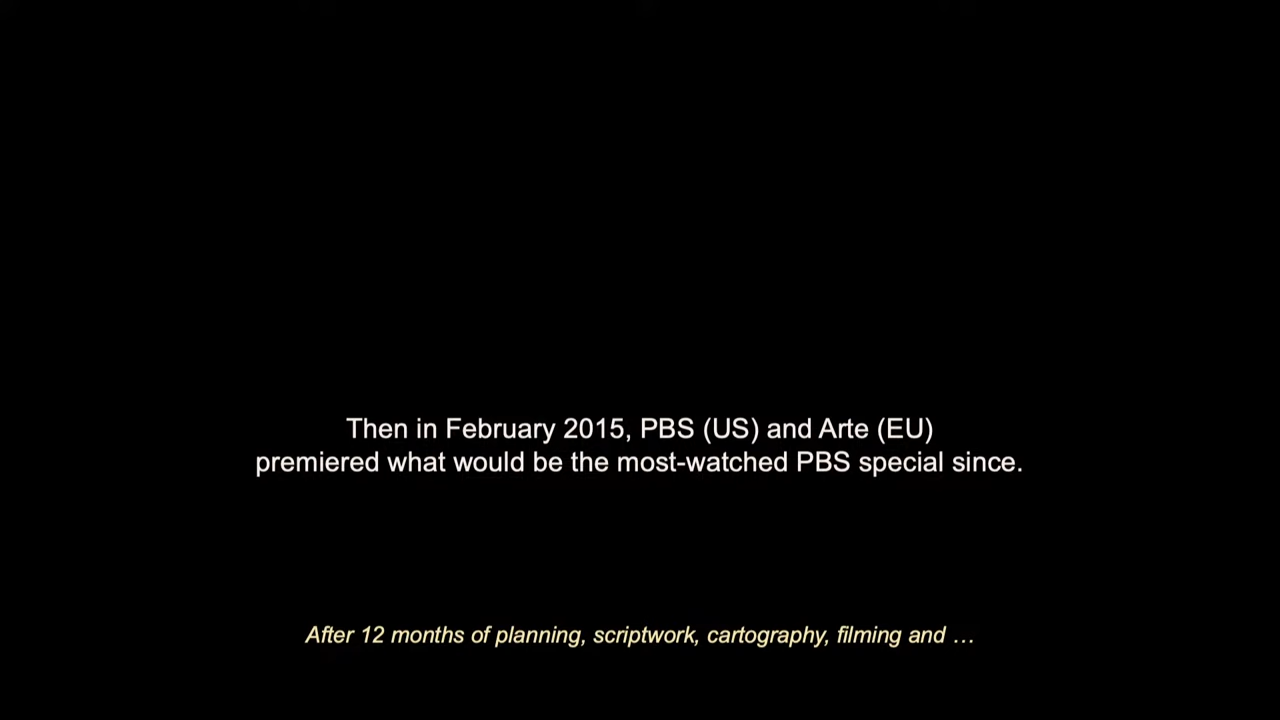 Then in February 2015, PBS (US) and Arte (EU)
premiered what would be the most-watched PBS special since.
After 12 months of planning, scriptwork, cartography, filming and …